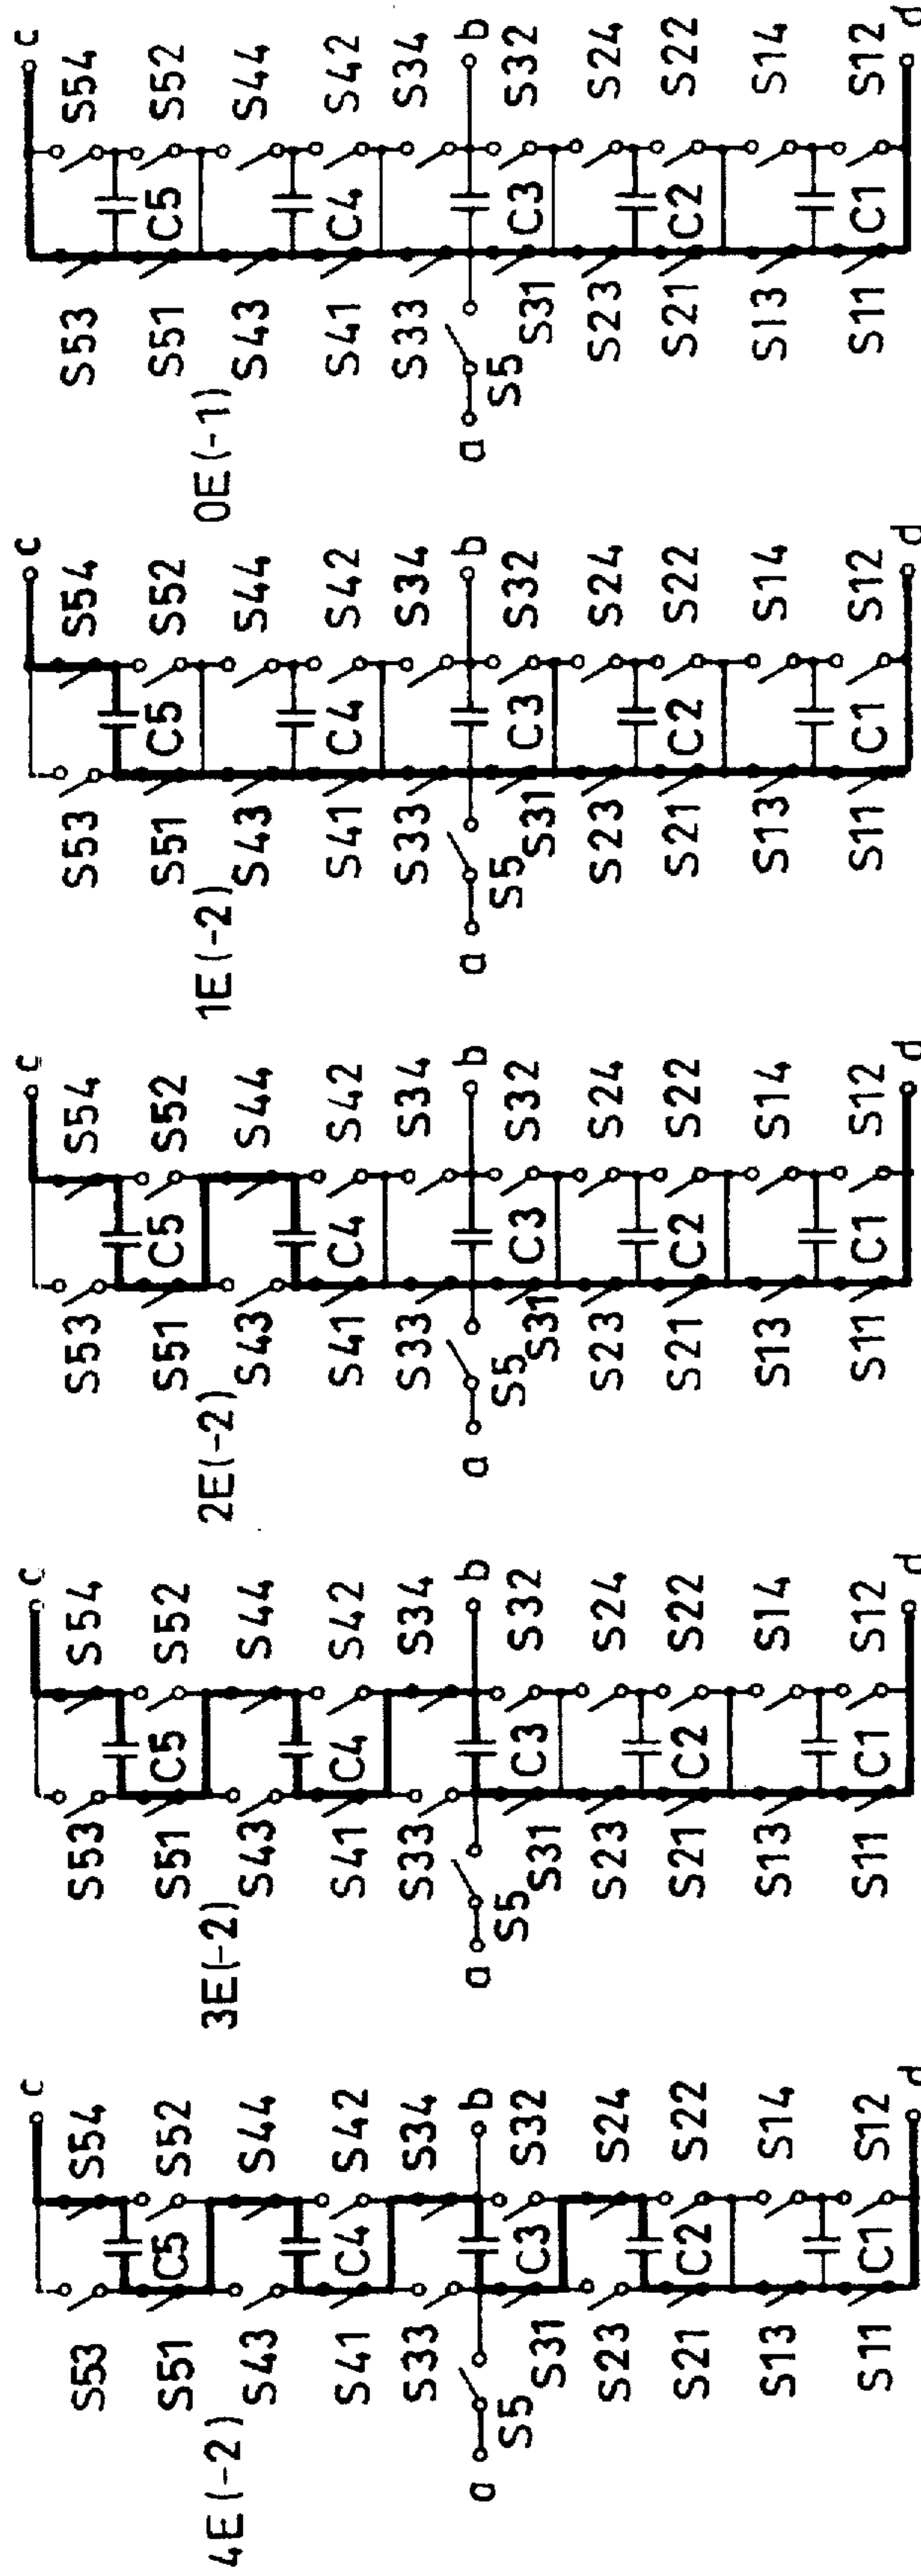 c
S53 S54
S51 C5 S52
4E(-2)
S43 S44
S41 C4 S42
S33 S34
a b
S5 S31 C3 S32
S23 S24
S21 C2 S22
S13 S14
S11 C1 S12
d
c
S53 S54
S51 C5 S52
3E(-2)
S43 S44
S41 C4 S42
S33 S34
a b
S5 S31 C3 S32
S23 S24
S21 C2 S22
S13 S14
S11 C1 S12
d
c
S53 S54
S51 C5 S52
2E(-2)
S43 S44
S41 C4 S42
S33 S34
a b
S5 S31 C3 S32
S23 S24
S21 C2 S22
S13 S14
S11 C1 S12
d
c
S53 S54
S51 C5 S52
1E(-2)
S43 S44
S41 C4 S42
S33 S34
a b
S5 S31 C3 S32
S23 S24
S21 C2 S22
S13 S14
S11 C1 S12
d
c
S53 S54
S51 C5 S52
0E(-1)
S43 S44
S41 C4 S42
S33 S34
a b
S5 S31 C3 S32
S23 S24
S21 C2 S22
S13 S14
S11 C1 S12
d